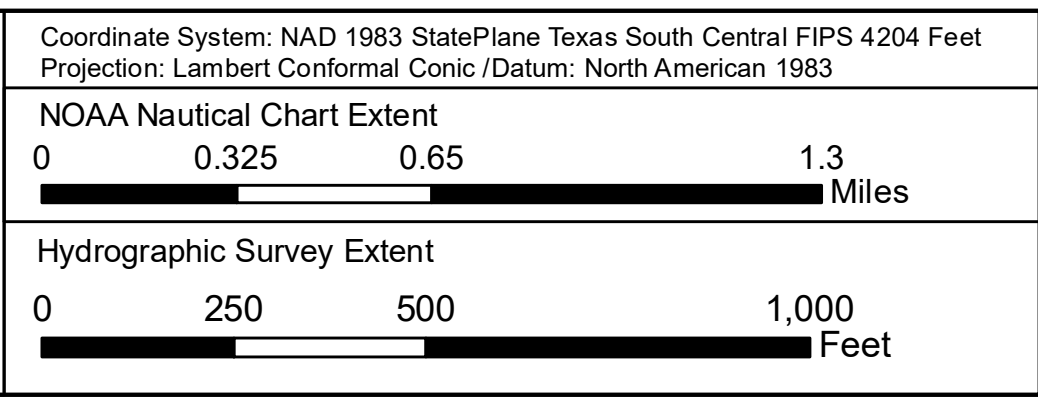 Coordinate System: NAD 1983 StatePlane Texas South Central FIPS 4204 Feet
Projection: Lambert Conformal Conic /Datum: North American 1983
NOAA Nautical Chart Extent
0 0.325 0.65 1.3
Miles
Hydrographic Survey Extent
0 250 500 1,000
Feet